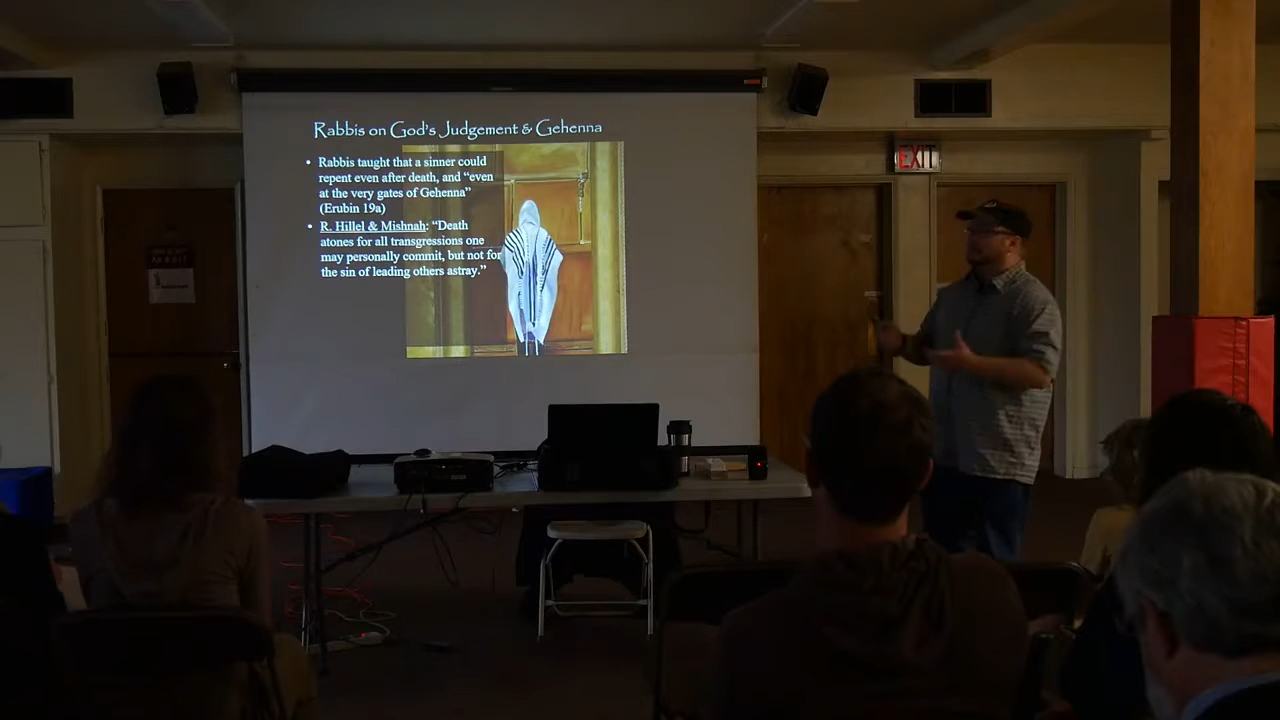 Rabbis on God's Judgement & Gehenna
• Rabbis taught that a sinner could
repent even after death, and “even
at the very gates of Gehenna”
(Erubin 19a)
• R. Hillel & Mishnah: “Death
atones for all transgressions one
may personally commit, but not for
the sin of leading others astray.”
EXIT